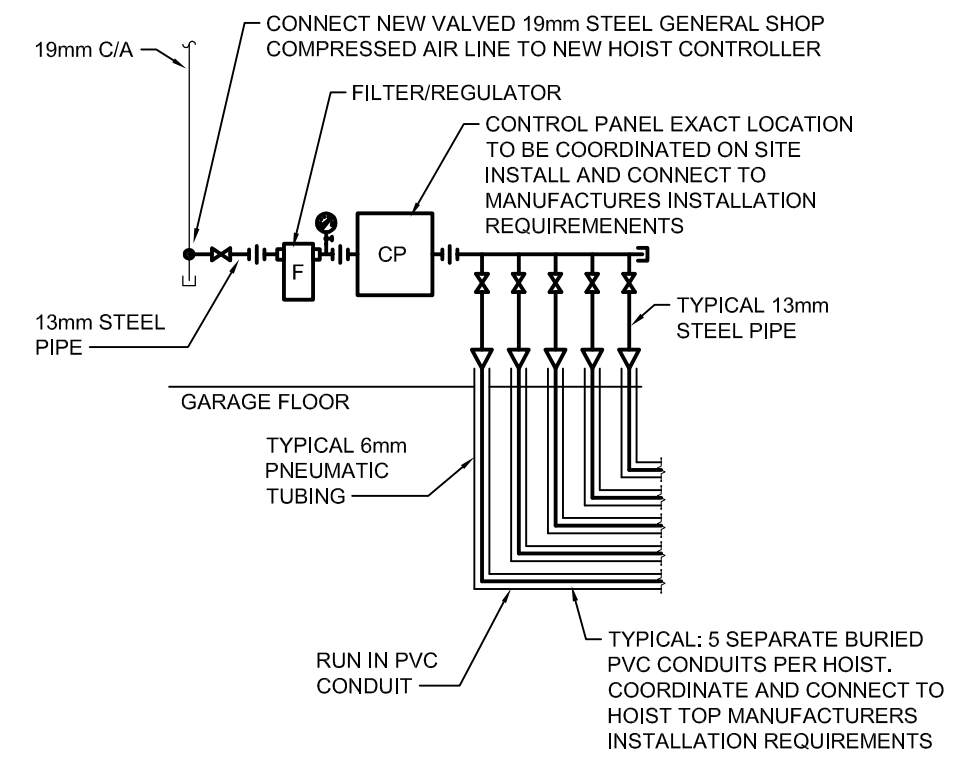 CONNECT NEW VALVED 19mm STEEL GENERAL SHOP
COMPRESSED AIR LINE TO NEW HOIST CONTROLLER
19mm C/A
FILTER/REGULATOR
CONTROL PANEL EXACT LOCATION
TO BE COORDINATED ON SITE
INSTALL AND CONNECT TO
MANUFACTURES INSTALLATION
REQUIREMENENTS
F
CP
13mm STEEL
PIPE
TYPICAL 13mm
STEEL PIPE
GARAGE FLOOR
TYPICAL 6mm
PNEUMATIC
TUBING
RUN IN PVC
CONDUIT
TYPICAL: 5 SEPARATE BURIED
PVC CONDUITS PER HOIST.
COORDINATE AND CONNECT TO
HOIST TOP MANUFACTURERS
INSTALLATION REQUIREMENTS